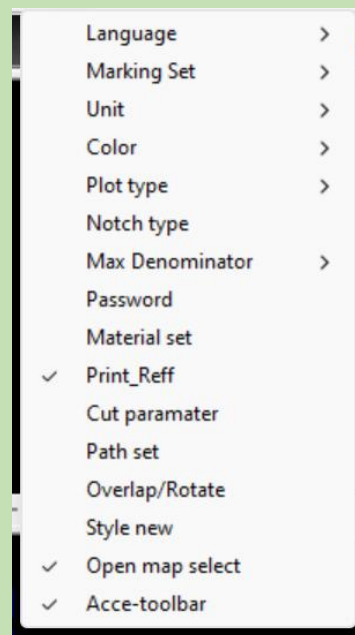 Language
Marking Set
Unit
Color
Plot type
Notch type
Max Denominator
Password
Material set
Print_Reff
Cut paramater
Path set
Overlap/Rotate
Style new
Open map select
Acce-toolbar